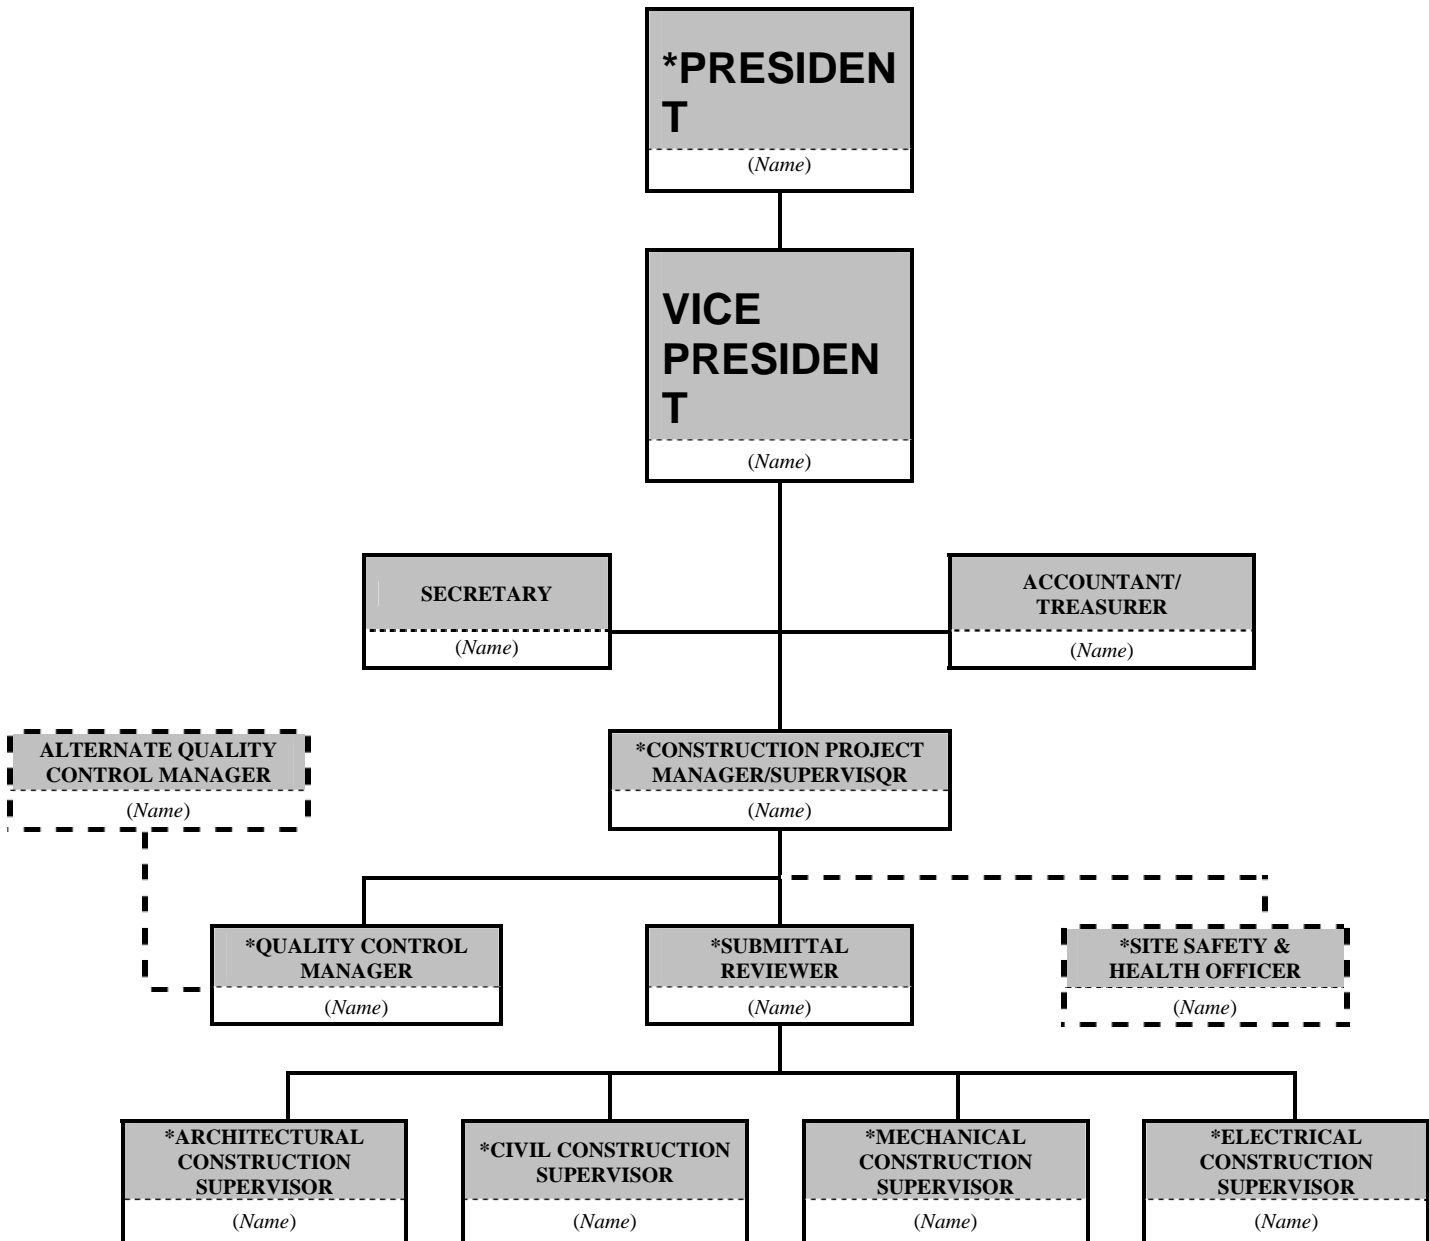 *PRESIDEN
T
(Name)
VICE
PRESIDEN
T
(Name)
SECRETARY
(Name)
ACCOUNTANT/
TREASURER
(Name)
ALTERNATE QUALITY
CONTROL MANAGER
(Name)
*CONSTRUCTION PROJECT
MANAGER/SUPERVISQR
(Name)
*QUALITY CONTROL
MANAGER
(Name)
*SUBMITTAL
REVIEWER
(Name)
*SITE SAFETY &
HEALTH OFFICER
(Name)
*ARCHITECTURAL
CONSTRUCTION
SUPERVISOR
(Name)
*CIVIL CONSTRUCTION
SUPERVISOR
(Name)
*MECHANICAL
CONSTRUCTION
SUPERVISOR
(Name)
*ELECTRICAL
CONSTRUCTION
SUPERVISOR
(Name)